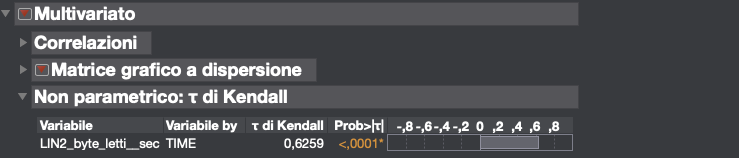 Multivariato
Correlazioni
Matrice grafico a dispersione
Non parametrico: τ di Kendall
Variabile Variabile by τ di Kendall Prob>|τ| -,8 -,6 -,4 -,2 0 ,2 ,4 ,6 ,8
LIN2_byte_letti__sec TIME 0,6259 <,0001*